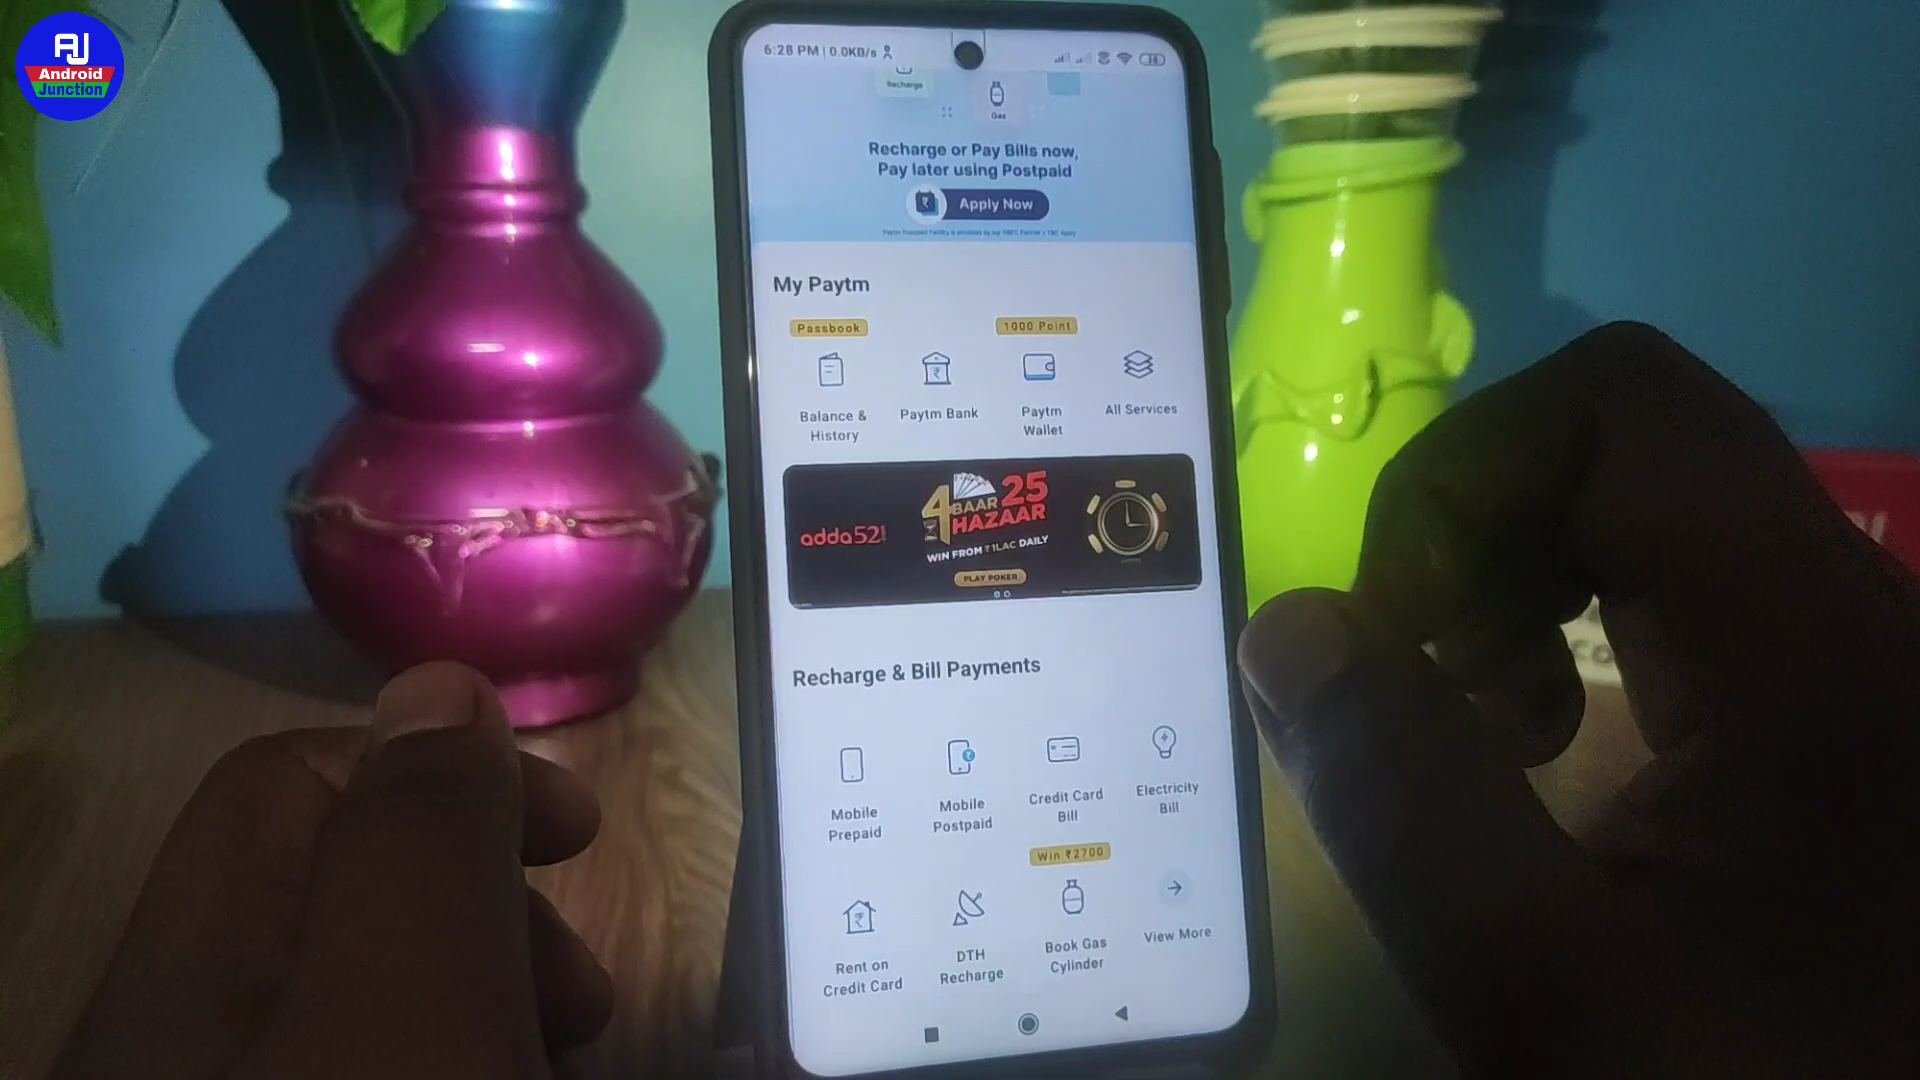 AJ
Android
Junction
6:28 PM | 0.0KB/s
Recharge
Gas
Recharge or Pay Bills now,
Pay later using Postpaid
Apply Now
My Paytm
Passbook
1000 Point
Balance &
History
Paytm Bank
Paytm
Wallet
All Services
adda52
4 BAAR 25
HAZAAR
WIN FROM ₹1LAC DAILY
PLAY POKER
Recharge & Bill Payments
Mobile
Prepaid
Mobile
Postpaid
Credit Card
Bill
Electricity
Bill
Win ₹2700
Rent on
Credit Card
DTH
Recharge
Book Gas
Cylinder
View More